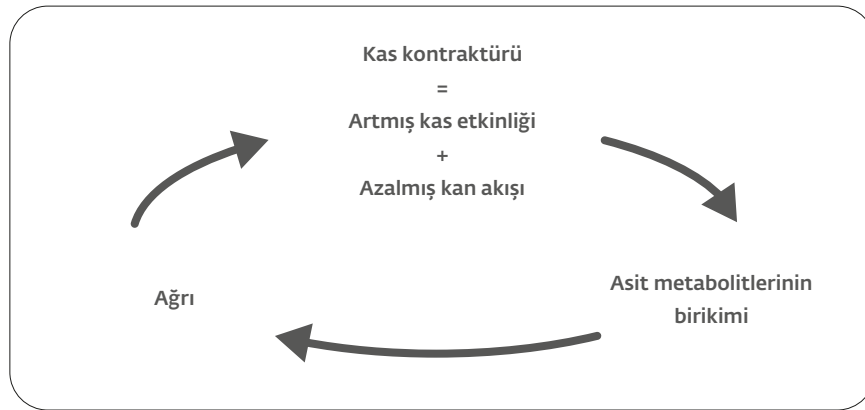 Kas kontraktürü
=
Artmış kas etkinliği
+
Azalmış kan akışı
Asit metabolitlerinin
birikimi
Ağrı